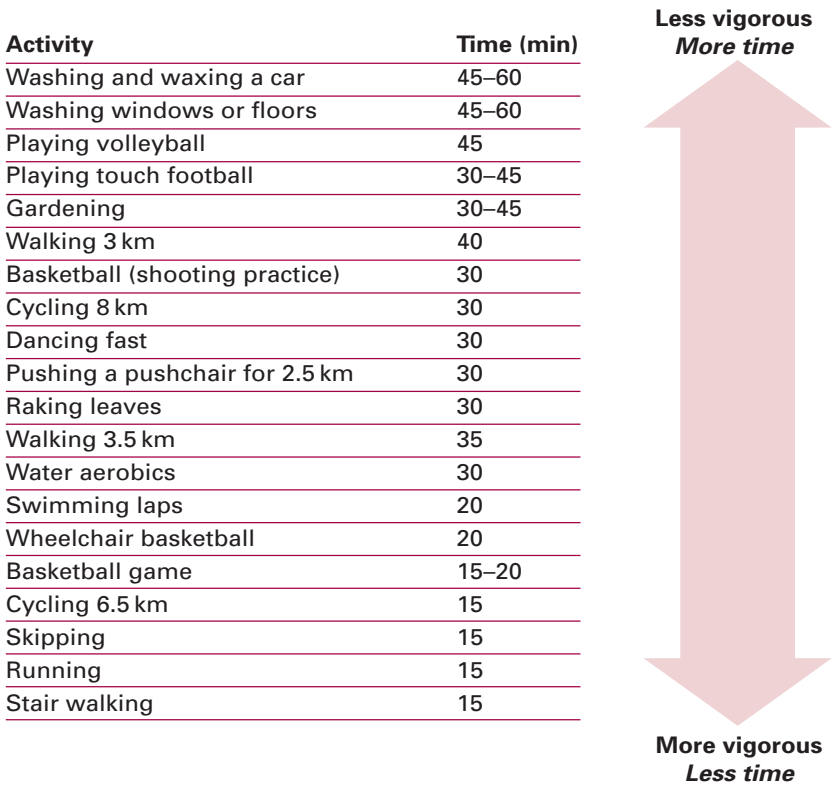 Less vigorous
More time
Activity Time (min)
Washing and waxing a car 45–60
Washing windows or floors 45–60
Playing volleyball 45
Playing touch football 30–45
Gardening 30–45
Walking 3 km 40
Basketball (shooting practice) 30
Cycling 8 km 30
Dancing fast 30
Pushing a pushchair for 2.5 km 30
Raking leaves 30
Walking 3.5 km 35
Water aerobics 30
Swimming laps 20
Wheelchair basketball 20
Basketball game 15–20
Cycling 6.5 km 15
Skipping 15
Running 15
Stair walking 15
More vigorous
Less time